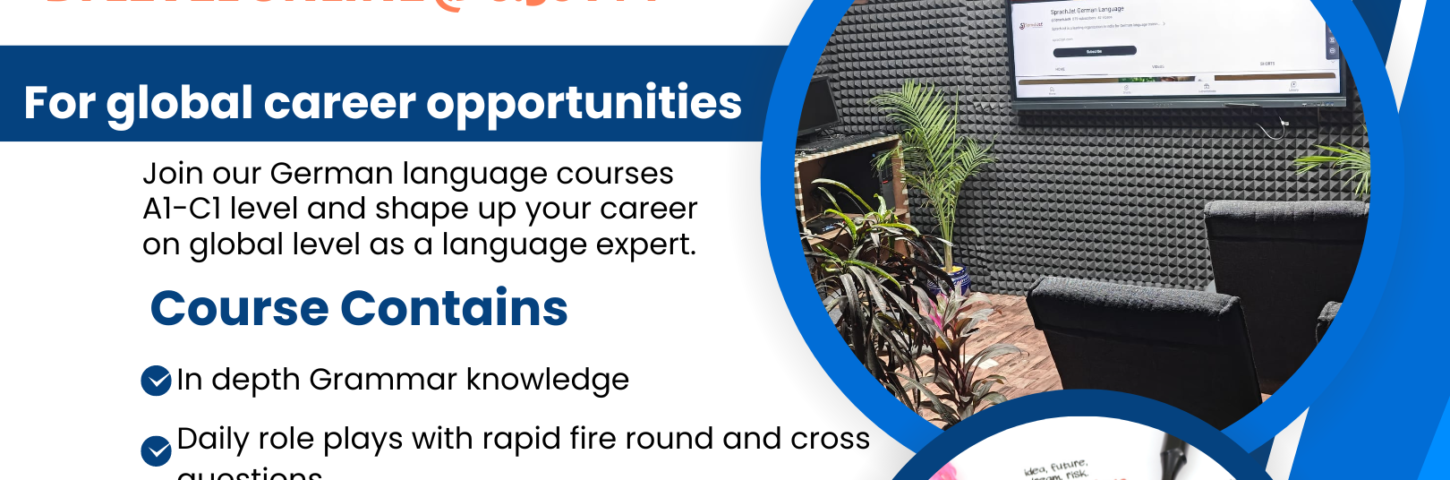 For global career opportunities
Join our German language courses
A1-C1 level and shape up your career
on global level as a language expert.
Course Contains
In depth Grammar knowledge
Daily role plays with rapid fire round and cross
questions
SprachJet German Language
Subscribe
idea, future,
risk.